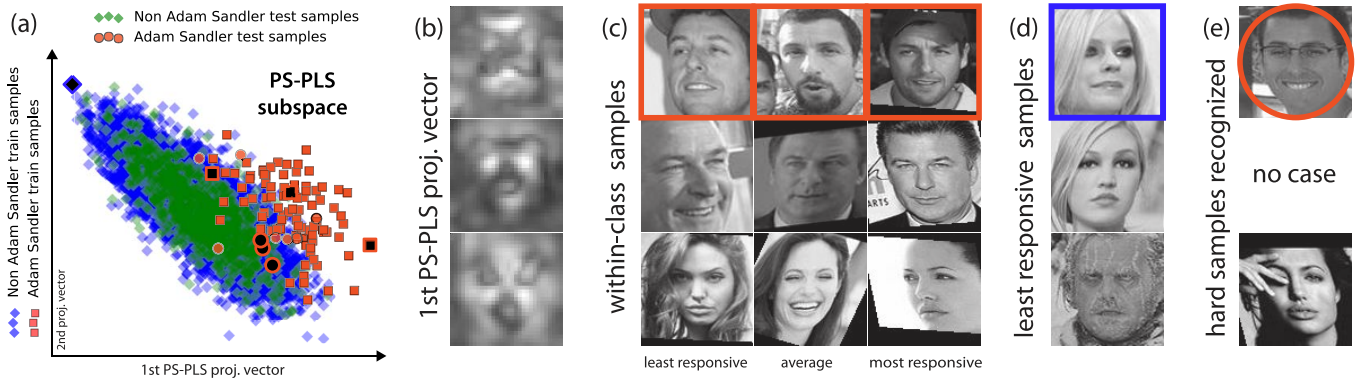 (a)
Non Adam Sandler test samples
Adam Sandler test samples
PS-PLS
subspace
Non Adam Sandler train samples
Adam Sandler train samples
2nd proj. vector
1st PS-PLS proj. vector
(b)
1st PS-PLS proj. vector
(c)
within-class samples
ARTS
least responsive
average
most responsive
(d)
least responsive samples
(e)
hard samples recognized
no case